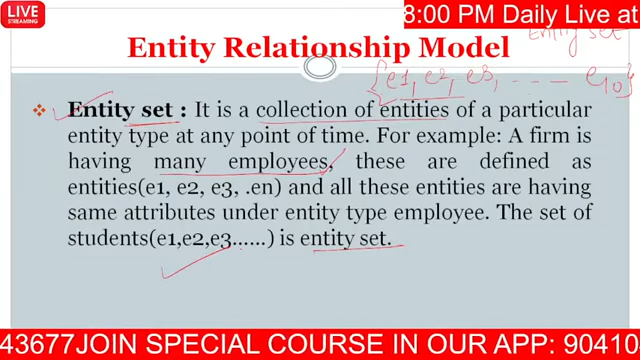 LIVE
STREAMING
8:00 PM Daily Live at
Entity Relationship Model
Entity set
{e1, e2, e3, ..... e10}
❖ Entity set : It is a collection of entities of a particular
entity type at any point of time. For example: A firm is
having many employees, these are defined as
entities(e1, e2, e3, .en) and all these entities are having
same attributes under entity type employee. The set of
students(e1,e2,e3......) is entity set.
43677JOIN SPECIAL COURSE IN OUR APP: 90410